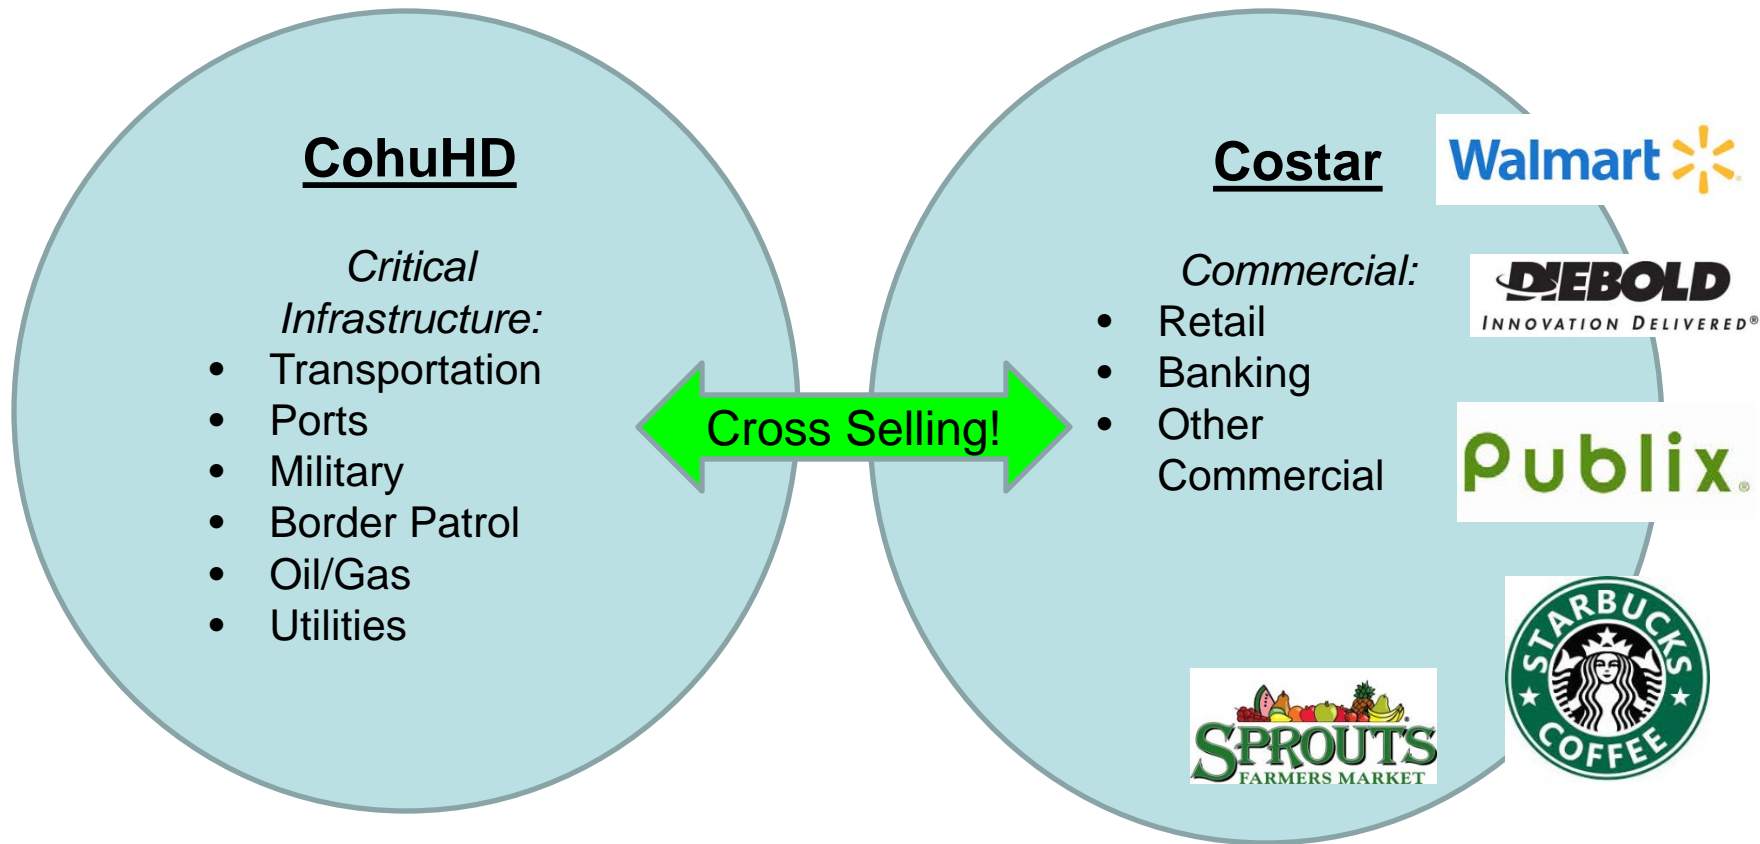 CohuHD
Critical
Infrastructure:
• Transportation
• Ports
• Military
• Border Patrol
• Oil/Gas
• Utilities
Cross Selling!
Costar
Commercial:
• Retail
• Banking
• Other
Commercial
Walmart
DIEBOLD
INNOVATION DELIVERED®
Publix®
STARBUCKS
COFFEE
SPROUTS®
FARMERS MARKET